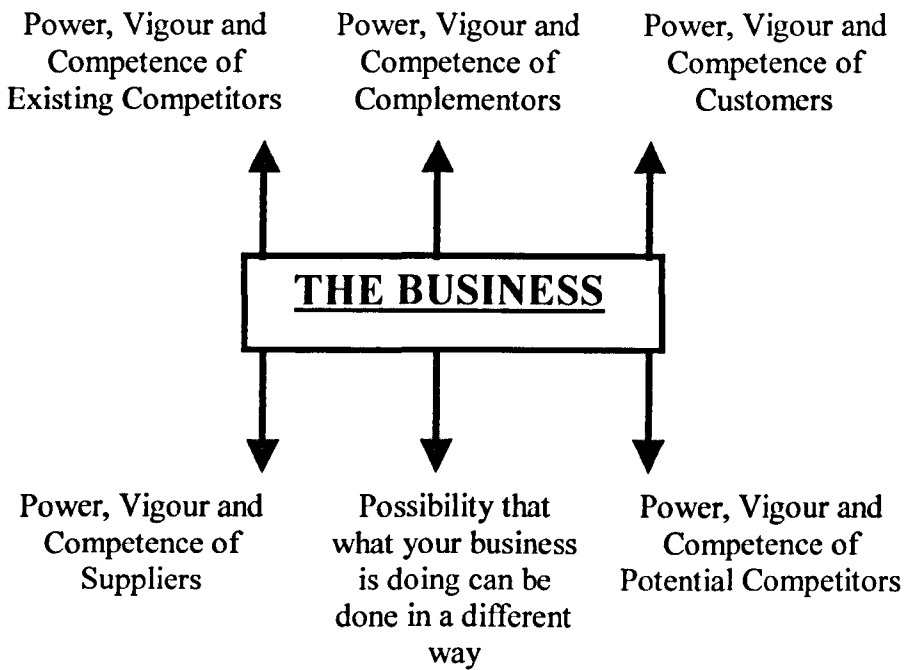 Power, Vigour and
Competence of
Existing Competitors
Power, Vigour and
Competence of
Complementors
Power, Vigour and
Competence of
Customers
THE BUSINESS
Power, Vigour and
Competence of
Suppliers
Possibility that
what your business
is doing can be
done in a different
way
Power, Vigour and
Competence of
Potential Competitors